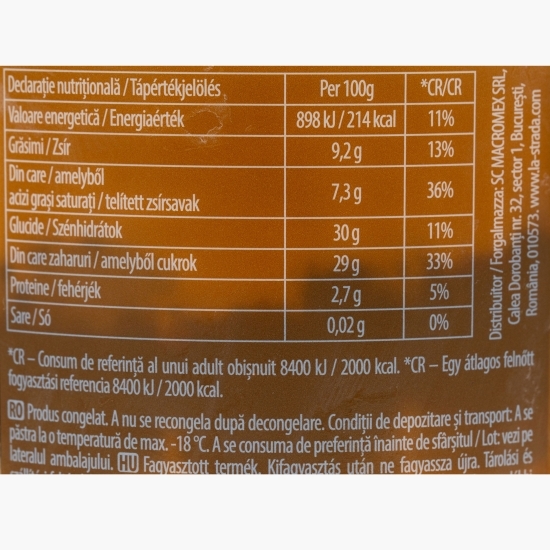 Declarație nutrițională / Tápértékjelölés Per 100g *CR/CR
Valoare energetică / Energiaérték 898 kJ / 214 kcal 11%
Grăsimi / Zsír 9,2 g 13%
Din care / amelyből
acizi grași saturați / telített zsírsavak 7,3 g 36%
Glucide / Szénhidrátok 30 g 11%
Din care zaharuri / amelyből cukrok 29 g 33%
Proteine / fehérjék 2,7 g 5%
Sare / Só 0,02 g 0%
*CR – Consum de referință al unui adult obișnuit 8400 kJ / 2000 kcal. *CR – Egy átlagos felnőtt
fogyasztási referencia 8400 kJ / 2000 kcal.
RO Produs congelat. A nu se recongela după decongelare. Condiții de depozitare și transport: A se
păstra la o temperatură de max. -18 °C. A se consuma de preferință înainte de sfârșitul / Lot: vezi pe
lateralul ambalajului. HU Fagyasztott termék. Kifagyasztás után ne fagyassza újra. Tárolási és
Distribuitor / Forgalmazza: SC MACROMEX SRL,
Calea Dorobanți nr. 32, sector 1, București,
România, 010573. www.la-strada.com